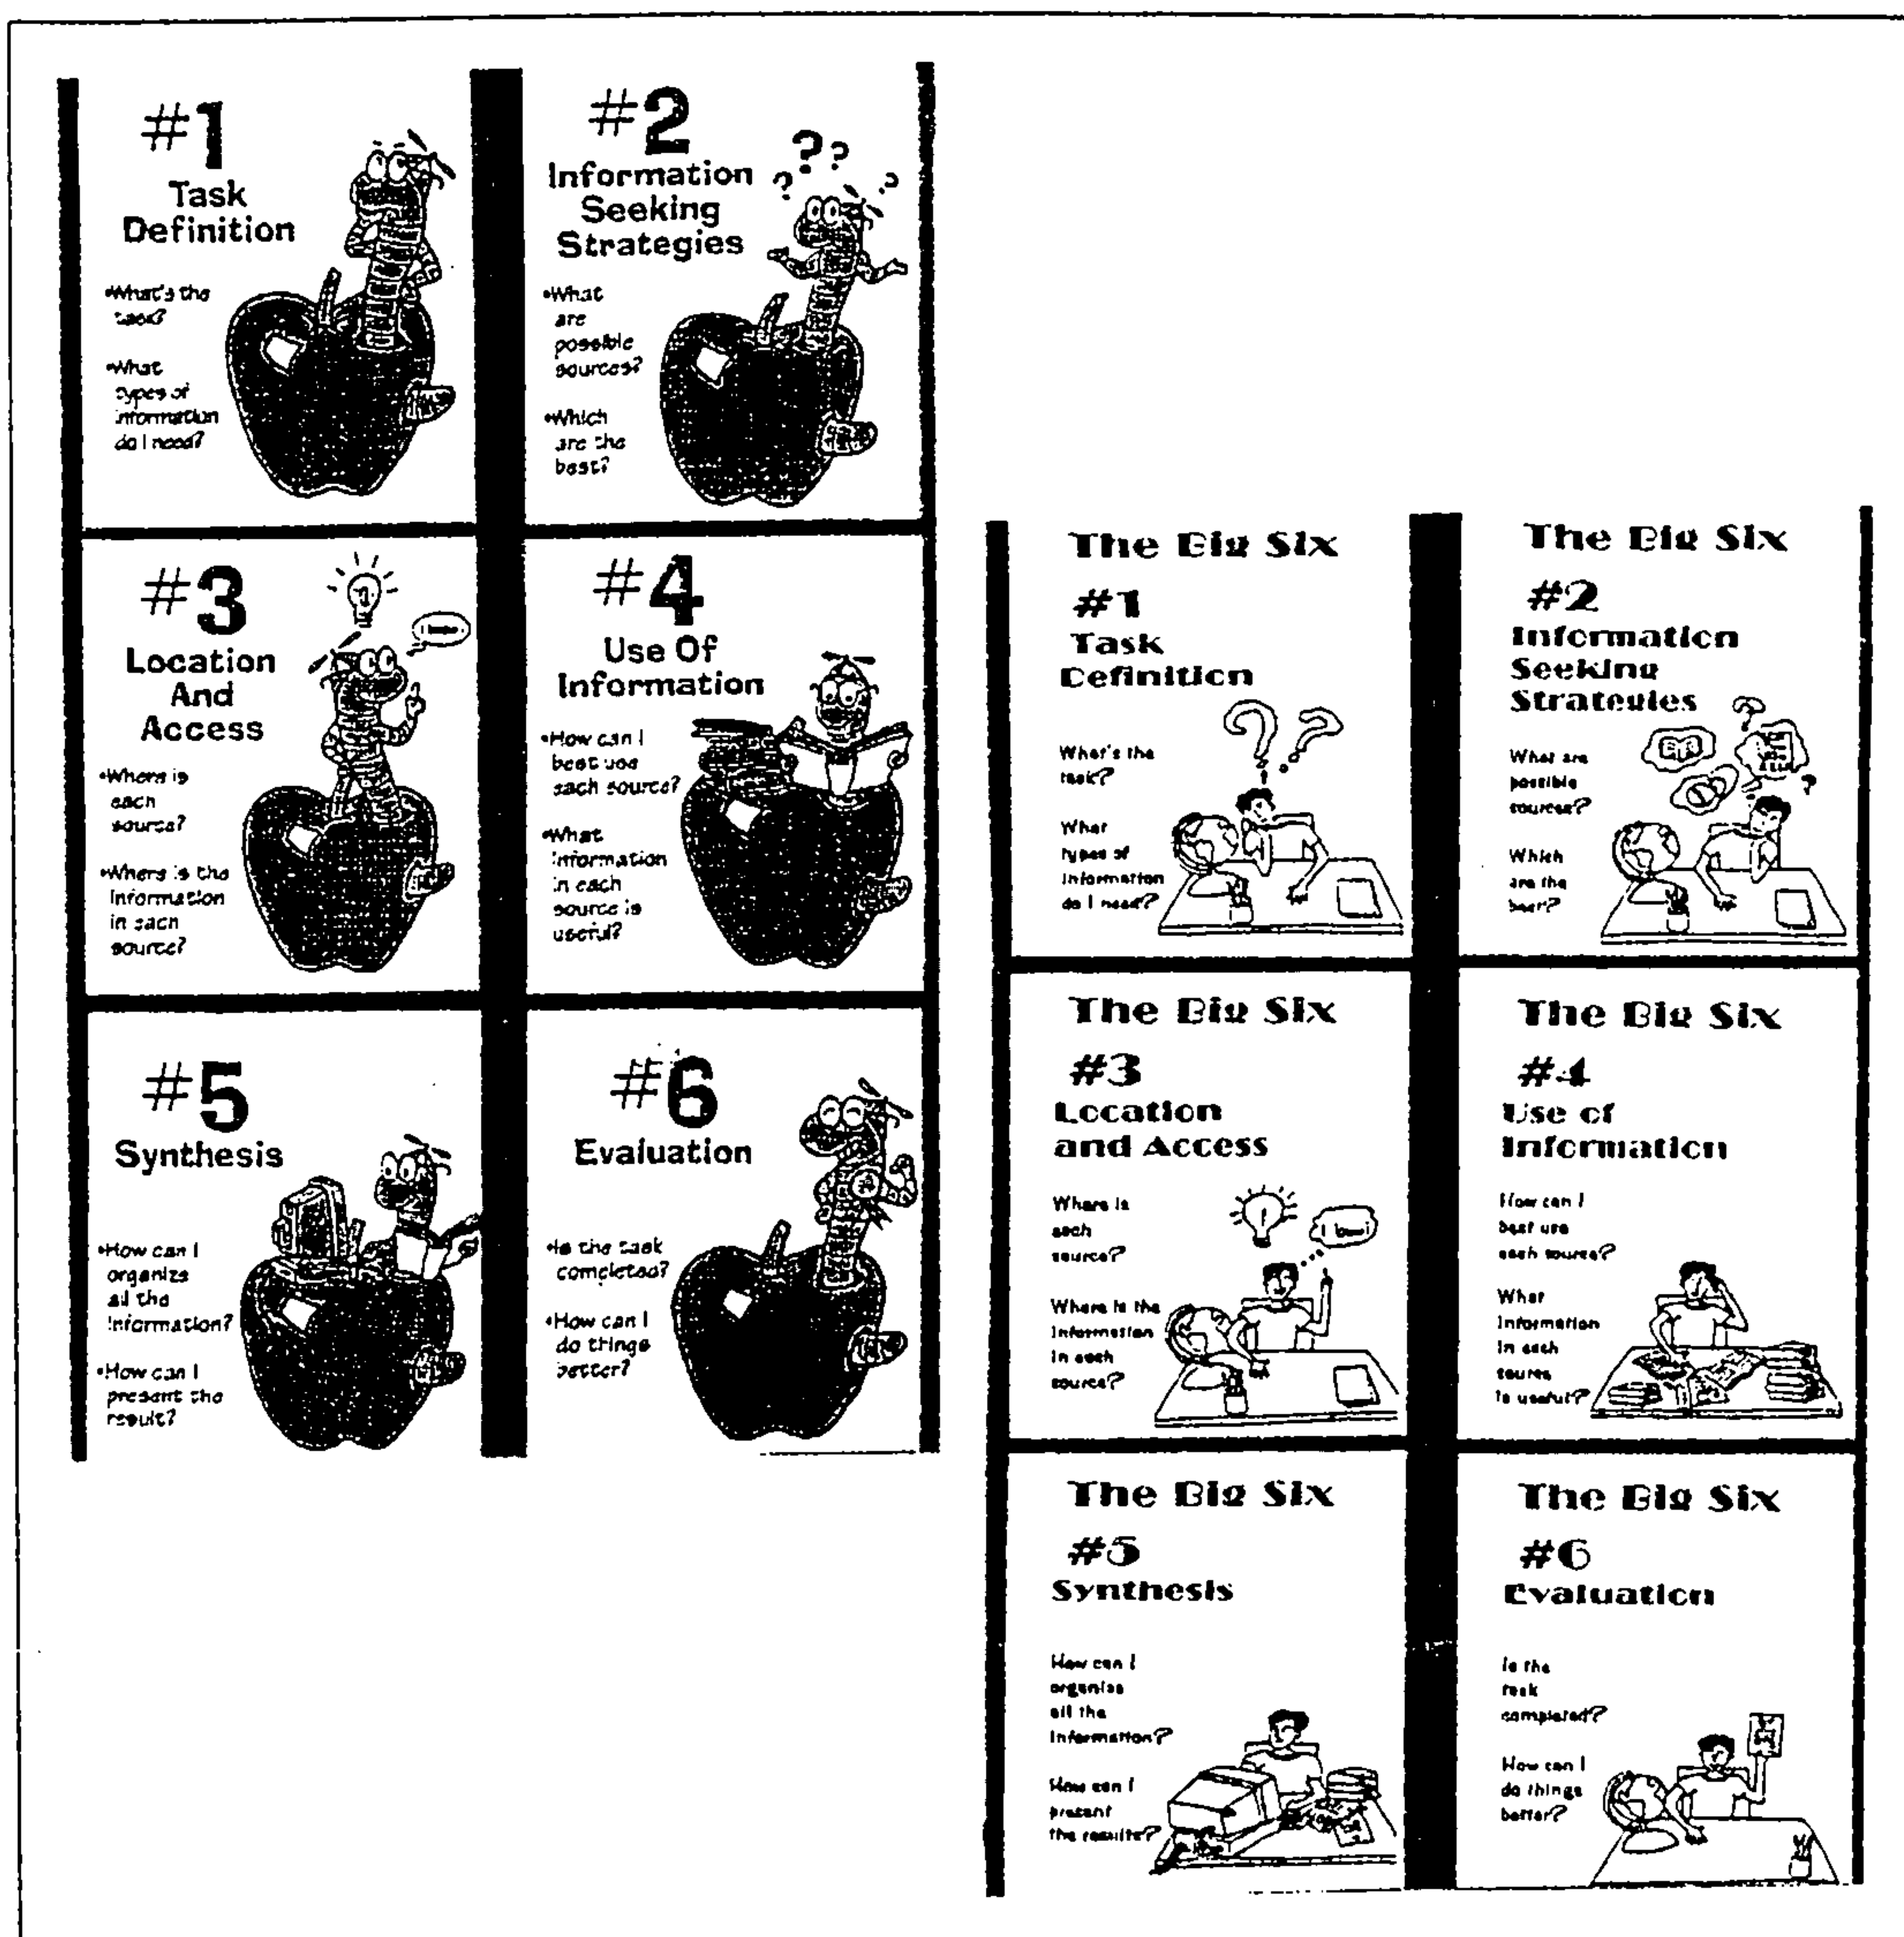 #1
Task
Definition
•What's the
task?
•What
types of
information
do I need?
#2
Information
Seeking
Strategies
? ? ? ?
•What
are
possible
sources?
•Which
are the
best?
#3
Location
And
Access
•Where is
each
source?
•Where is the
information
in each
source?
#4
Use Of
Information
•How can I
best use
each source?
•What
information
in each
source is
useful?
#5
Synthesis
•How can I
organize
all the
information?
•How can I
present the
result?
#6
Evaluation
•Is the task
completed?
•How can I
do things
better?
The Big Six
#1
Task
Definition
? ?
What's the
task?
What
types of
Information
do I need?
The Big Six
#2
Information
Seeking
Strategies
What are
possible
sources?
?
Which
are the
best?
The Big Six
#3
Location
and Access
Where is
each
source?
I
Where is the
Information
in each
source?
The Big Six
#4
Use of
Information
How can I
best use
each source?
What
Information
in each
source
is useful?
The Big Six
#5
Synthesis
How can I
organize
all the
Information?
How can I
present
the results?
The Big Six
#6
Evaluation
Is the
task
completed?
How can I
do things
better?